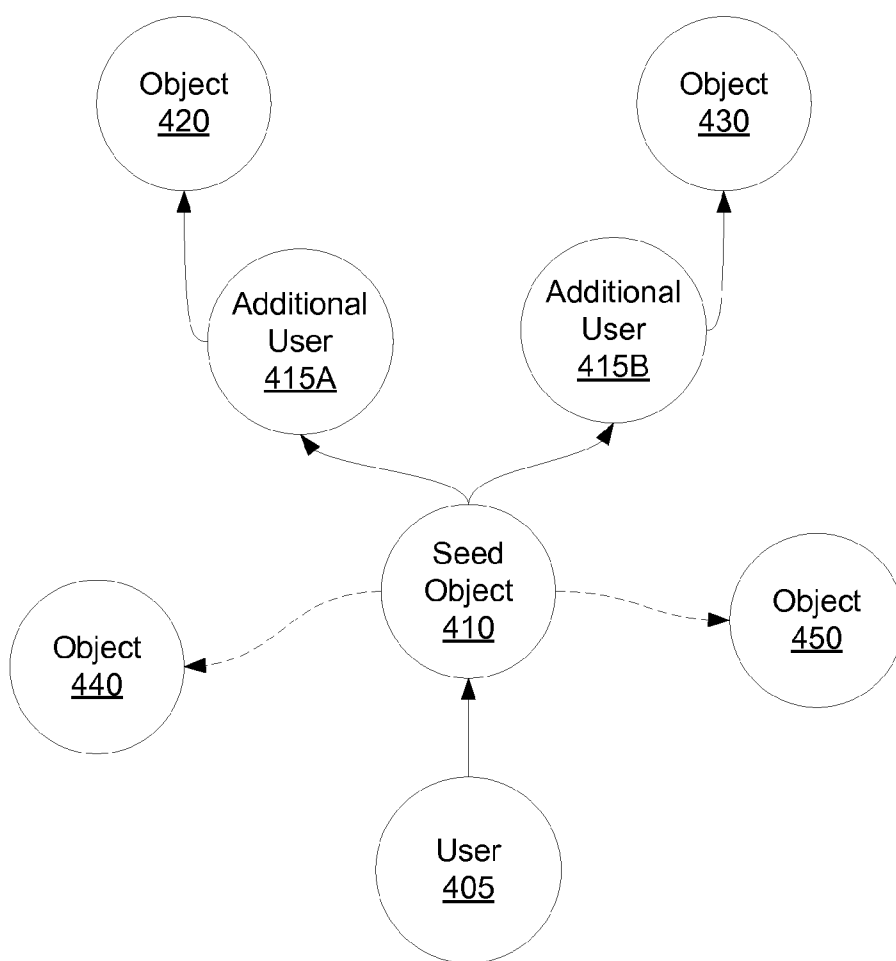 Object
420
Object
430
Additional
User
415A
Additional
User
415B
Seed
Object
410
Object
440
Object
450
User
405